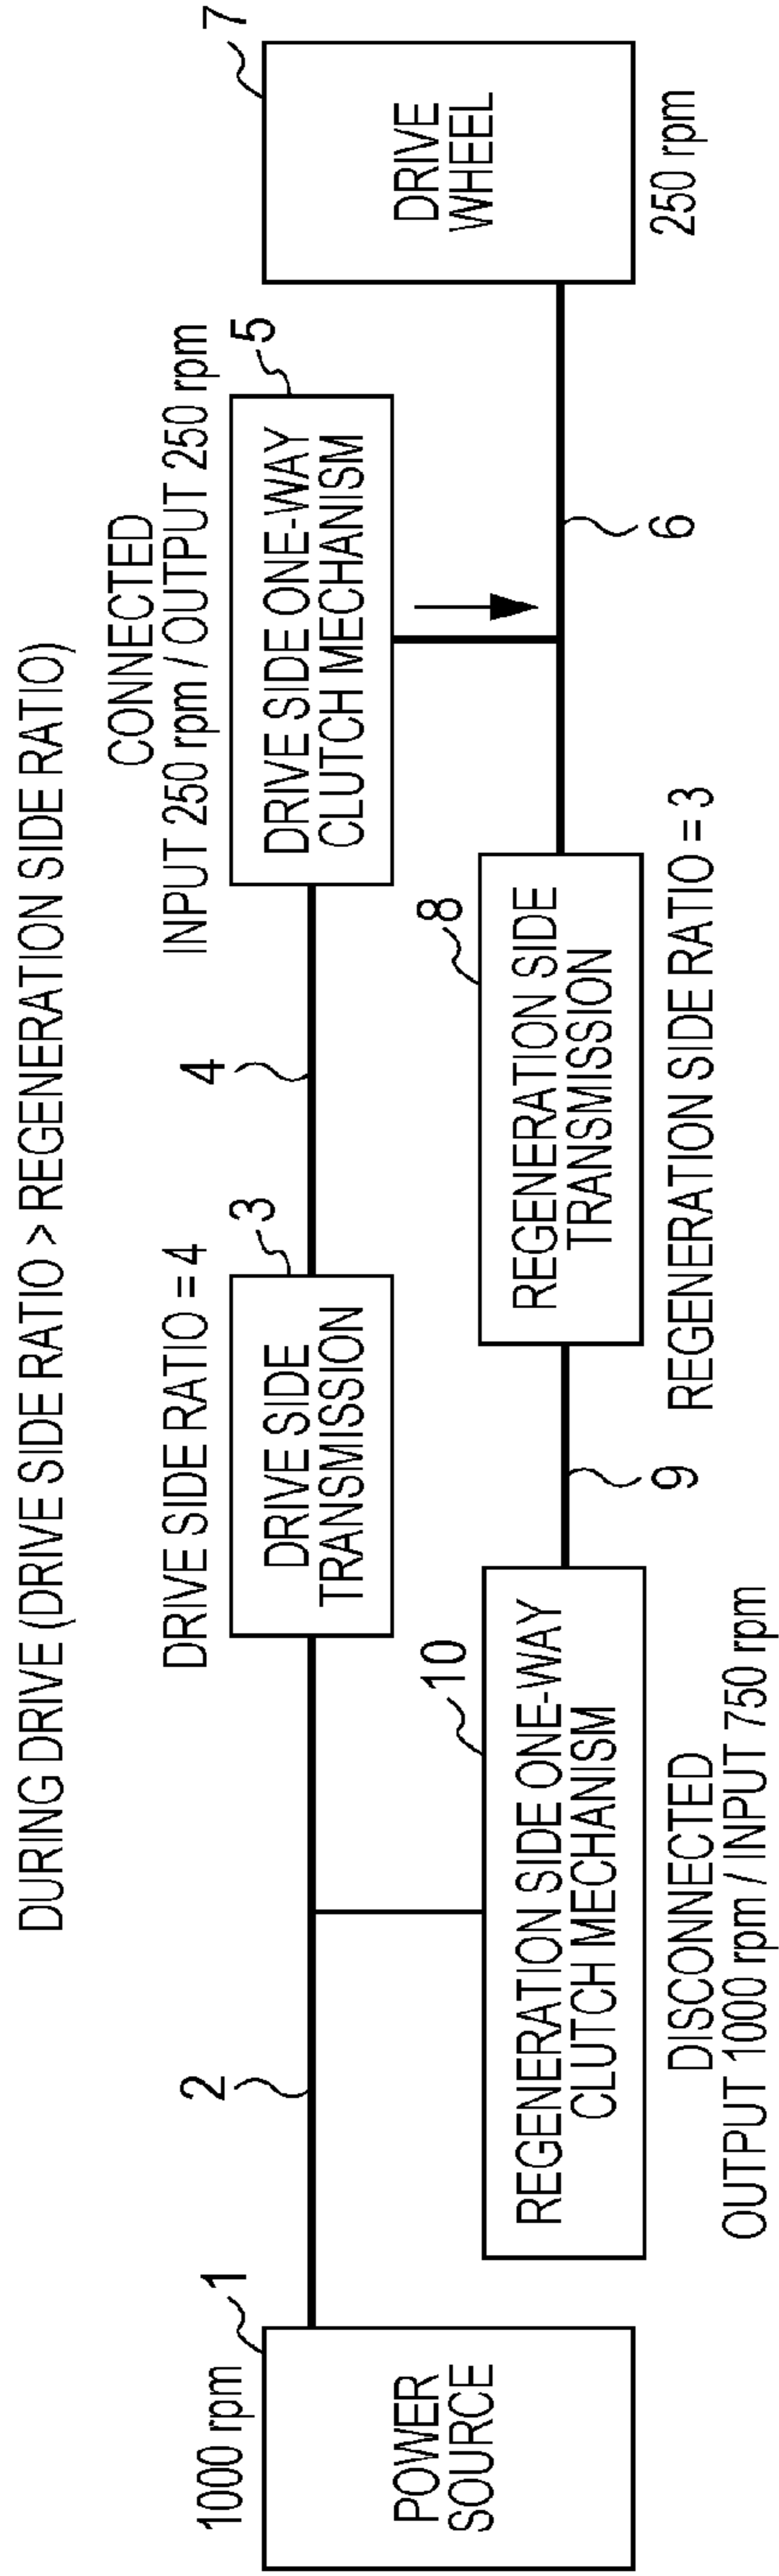 DURING DRIVE (DRIVE SIDE RATIO > REGENERATION SIDE RATIO)
CONNECTED
INPUT 250 rpm / OUTPUT 250 rpm
DRIVE SIDE RATIO = 4
1000 rpm
1
2
3
4
5
7
POWER
SOURCE
DRIVE SIDE
TRANSMISSION
DRIVE SIDE ONE-WAY
CLUTCH MECHANISM
DRIVE
WHEEL
10
8
REGENERATION SIDE ONE-WAY
CLUTCH MECHANISM
REGENERATION SIDE
TRANSMISSION
9
6
250 rpm
DISCONNECTED
OUTPUT 1000 rpm / INPUT 750 rpm
REGENERATION SIDE RATIO = 3